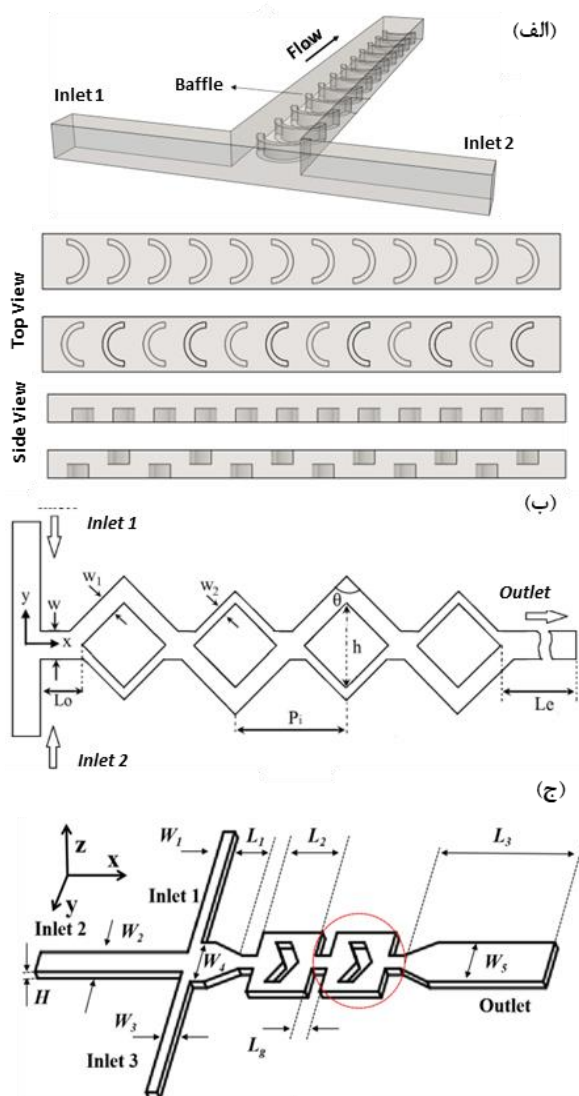 (الف)
Flow
Baffle
Inlet 1
Inlet 2
Top View
Side View
(ب)
Inlet 1
w₁
w₂
Outlet
y
w
θ
x
h
Lo
Pᵢ
Le
Inlet 2
(ج)
W₁
L₁
L₂
L₃
z
x
y
Inlet 1
Inlet 2
W₂
W₄
W₅
H
W₃
Outlet
Inlet 3
L_g